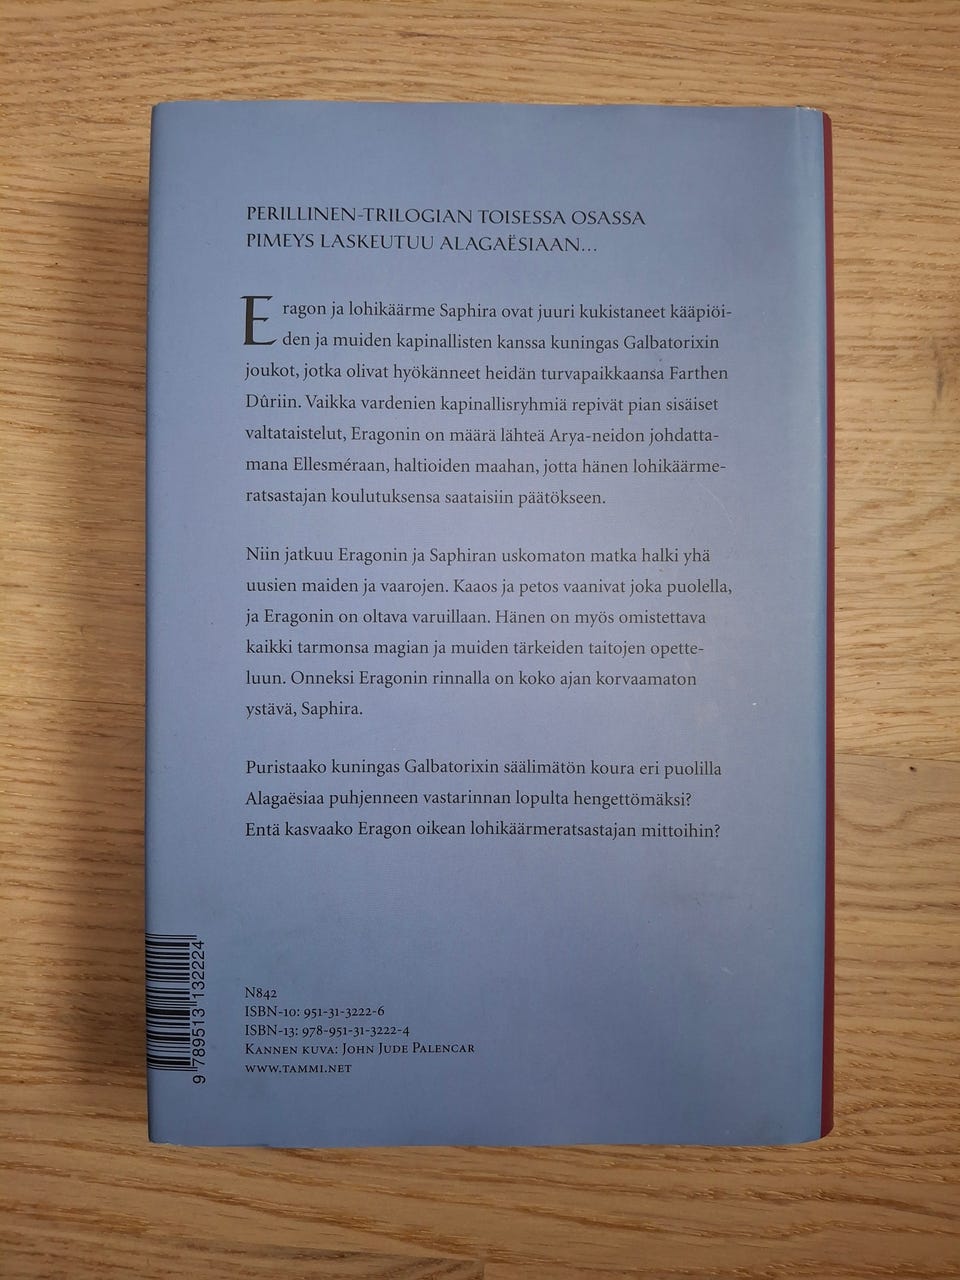 PERILLINEN-TRILOGIAN TOISESSA OSASSA
PIMEYS LASKEUTUU ALAGAËSIAAN...
Eragon ja lohikäärme Saphira ovat juuri kukistaneet kääpiöi-
den ja muiden kapinallisten kanssa kuningas Galbatorixin
joukot, jotka olivat hyökänneet heidän turvapaikkaansa Farthen
Dûriin. Vaikka vardenien kapinallisryhmiä repivät pian sisäiset
valtataistelut, Eragonin on määrä lähteä Arya-neidon johdatta-
mana Ellesméraan, haltioiden maahan, jotta hänen lohikäärme-
ratsastajan koulutuksensa saataisiin päätökseen.
Niin jatkuu Eragonin ja Saphiran uskomaton matka halki yhä
uusien maiden ja vaarojen. Kaaos ja petos vaanivat joka puolella,
ja Eragonin on oltava varuillaan. Hänen on myös omistettava
kaikki tarmonsa magian ja muiden tärkeiden taitojen opette-
luun. Onneksi Eragonin rinnalla on koko ajan korvaamaton
ystävä, Saphira.
Puristaako kuningas Galbatorixin säälimätön koura eri puolilla
Alagaësiaa puhjenneen vastarinnan lopulta hengettömäksi?
Entä kasvaako Eragon oikean lohikäärmeratsastajan mittoihin?
N842
ISBN-10: 951-31-3222-6
ISBN-13: 978-951-31-3222-4
KANNEN KUVA: JOHN JUDE PALENCAR
WWW.TAMMI.NET
9 789513 132224